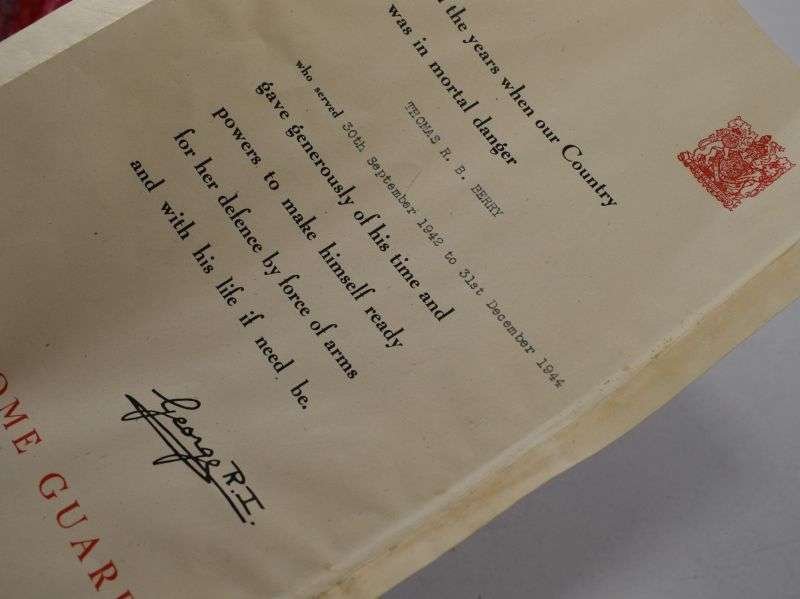 the years when our Country
was in mortal danger
THOMAS R. B. BERRY
who served 30th September 1942 to 31st December 1944
gave generously of his time and
powers to make himself ready
for her defence by force of arms
and with his life if need be.
George R.I.
OME GUAR